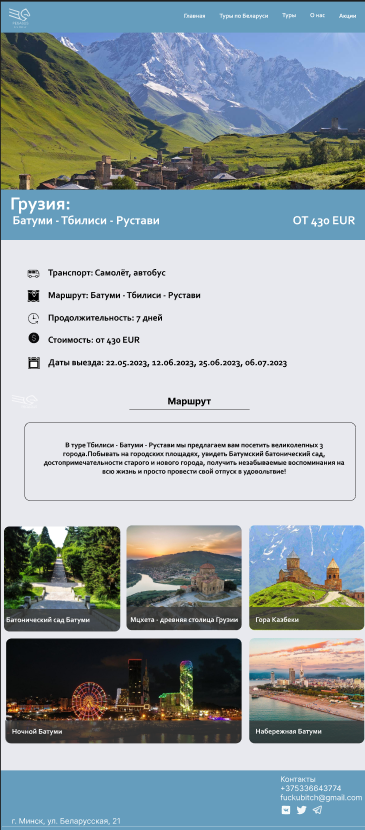 Главная Туры по Беларуси Туры О нас Акции
Грузия:
Батуми - Тбилиси - Рустави ОТ 430 EUR
Транспорт: Самолёт, автобус
Маршрут: Батуми - Тбилиси - Рустави
Продолжительность: 7 дней
Стоимость: от 430 EUR
Даты выезда: 22.05.2023, 12.06.2023, 25.06.2023, 06.07.2023
Маршрут
В туре Тбилиси - Батуми - Рустави мы предлагаем вам посетить великолепных 3
города.Побывать на городских площадях, увидеть Батумский батонический сад,
достопримечательности старого и нового города, получить незабываемые воспоминания на
всю жизнь и просто провести свой отпуск в удовольтвие!
Батонический сад Батуми
Мцхета - древняя столица Грузии
Гора Казбеки
Ночной Батуми
Набережная Батуми
Контакты
+375336643774
fuckubitch@gmail.com
г. Минск, ул. Беларусская, 21